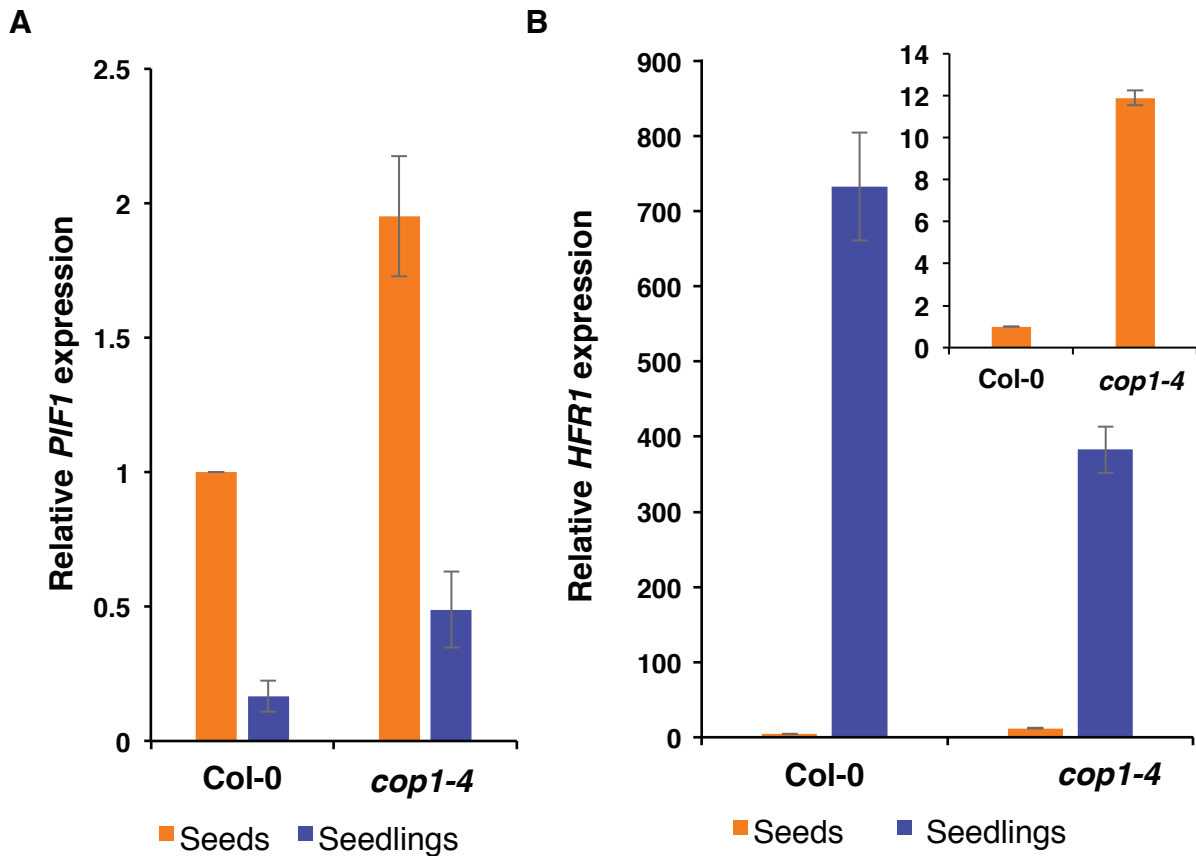 A
Relative PIF1 expression
2.5
2
1.5
1
0.5
0
Col-0
cop1-4
Seeds
Seedlings
B
Relative HFR1 expression
900
800
700
600
500
400
300
200
100
0
Col-0
cop1-4
Seeds
Seedlings
14
12
10
8
6
4
2
0
Col-0
cop1-4